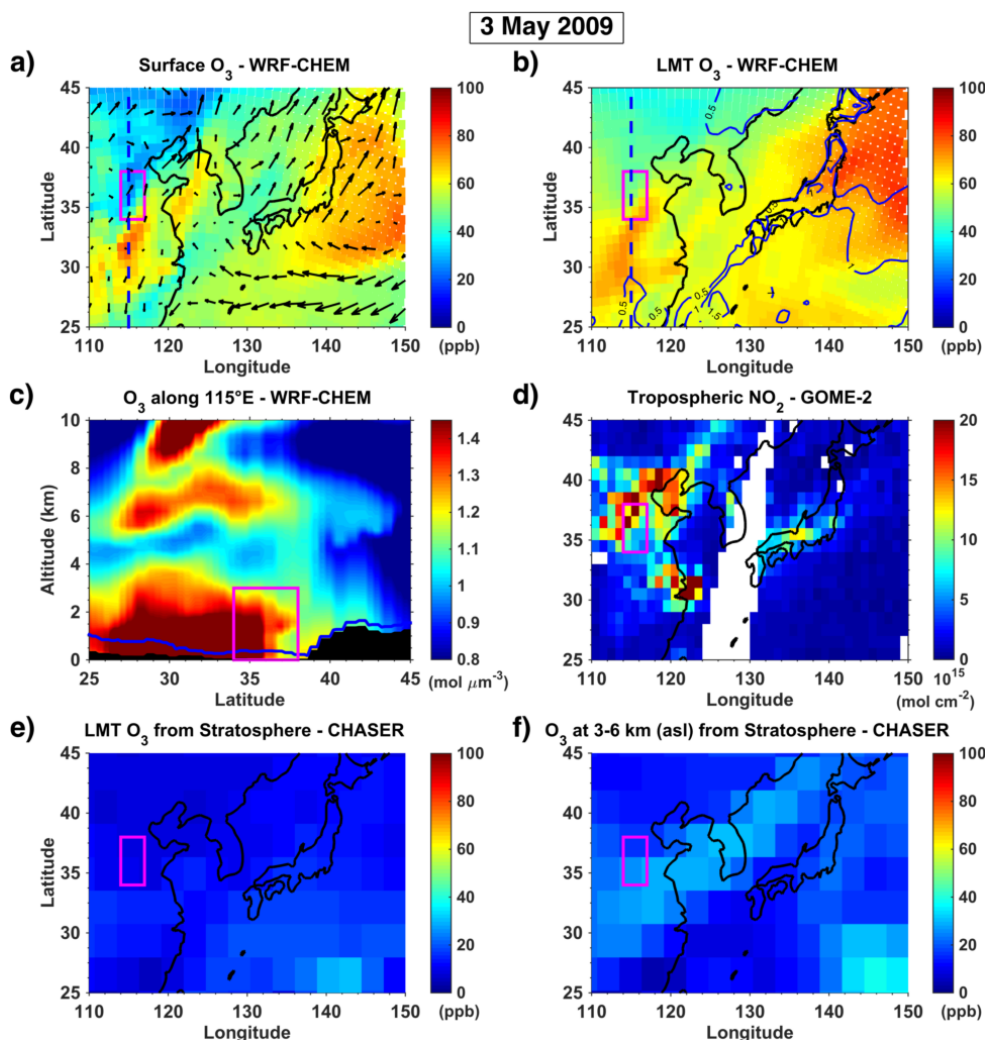 3 May 2009
a)
Surface O3 - WRF-CHEM
45
40
35
30
25
Latitude
110 120 130 140 150
Longitude
100
80
60
40
20
0
(ppb)
b)
LMT O3 - WRF-CHEM
45
40
35
30
25
Latitude
0.5
0.5
0.5
0.5
1
1.5
1
110 120 130 140 150
Longitude
100
80
60
40
20
0
(ppb)
c)
O3 along 115°E - WRF-CHEM
10
8
6
4
2
0
Altitude (km)
25 30 35 40 45
Latitude
1.4
1.3
1.2
1.1
1
0.9
0.8
(mol μm-3)
d)
Tropospheric NO2 - GOME-2
45
40
35
30
25
Latitude
110 120 130 140 150
Longitude
20
15
10
5
0
10^15
(mol cm-2)
e)
LMT O3 from Stratosphere - CHASER
45
40
35
30
25
Latitude
110 120 130 140 150
Longitude
100
80
60
40
20
0
(ppb)
f)
O3 at 3-6 km (asl) from Stratosphere - CHASER
45
40
35
30
25
Latitude
110 120 130 140 150
Longitude
100
80
60
40
20
0
(ppb)